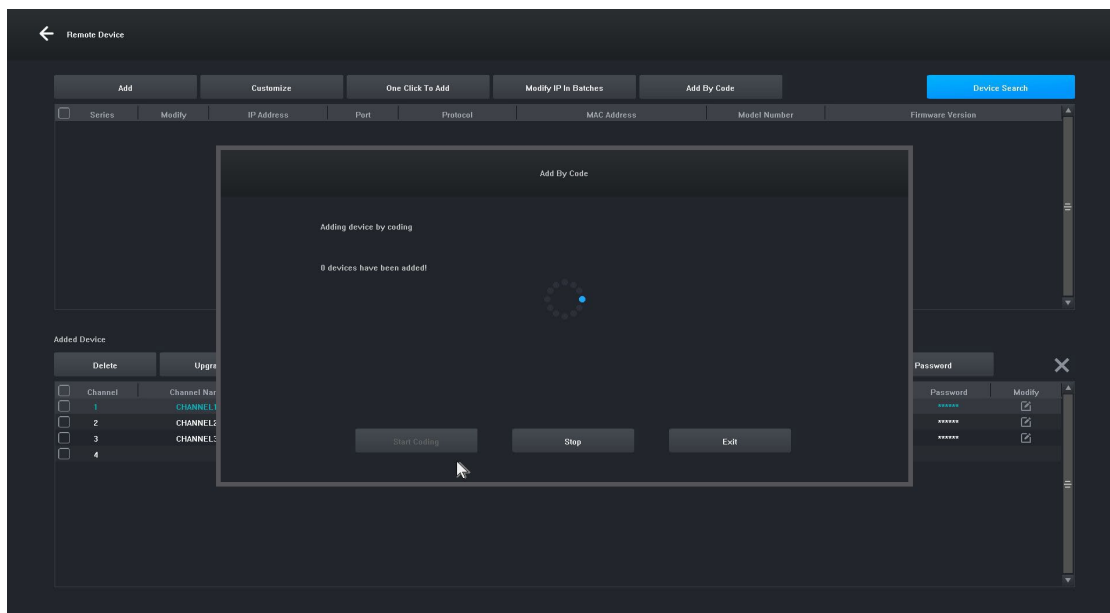 Remote Device
Add Customize One Click To Add Modify IP In Batches Add By Code Device Search
Series Modify IP Address Port Protocol MAC Address Model Number Firmware Version
Add By Code
Adding device by coding
0 devices have been added!
Added Device
Delete Upgra Password
Channel Channel Nar Password Modify
1 CHANNEL1 ******
2 CHANNEL2 ******
3 CHANNEL3 ******
4
Start Coding Stop Exit